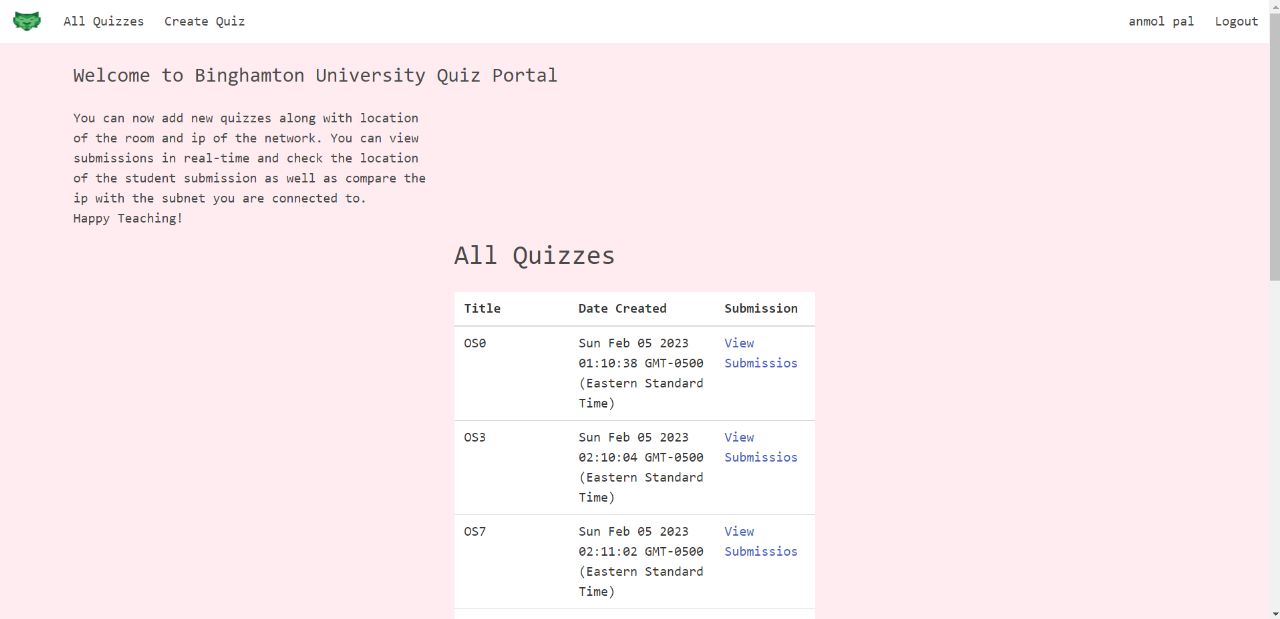 All Quizzes Create Quiz anmol pal Logout
Welcome to Binghamton University Quiz Portal
You can now add new quizzes along with location
of the room and ip of the network. You can view
submissions in real-time and check the location
of the student submission as well as compare the
ip with the subnet you are connected to.
Happy Teaching!
All Quizzes
Title Date Created Submission
OS0 Sun Feb 05 2023 View
01:10:38 GMT-0500 Submissios
(Eastern Standard
Time)
OS3 Sun Feb 05 2023 View
02:10:04 GMT-0500 Submissios
(Eastern Standard
Time)
OS7 Sun Feb 05 2023 View
02:11:02 GMT-0500 Submissios
(Eastern Standard
Time)